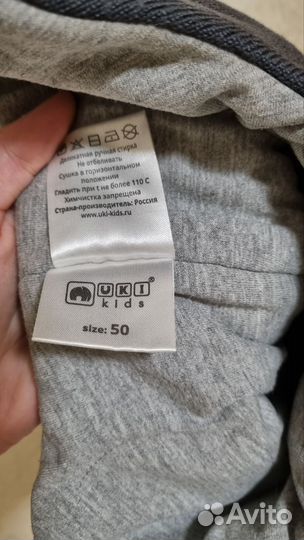 Деликатная ручная стирка
Не отбеливать
Сушка в горизонтальном
положении
Гладить при t не более 110 С
Химчистка запрещена
Страна-производитель: Россия
www.uki-kids.ru
UKI®
kids
size: 50
Avito